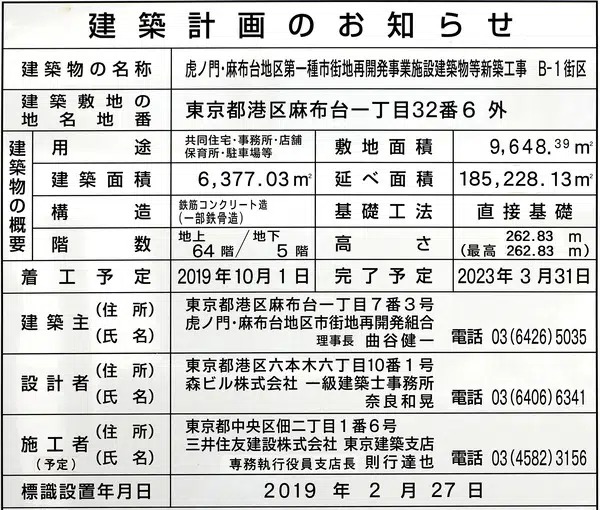 建築計画のお知らせ
建築物の名称 虎ノ門・麻布台地区第一種市街地再開発事業施設建築物等新築工事 B-1街区
建築敷地の
地名地番 東京都港区麻布台一丁目32番6 外
建築物の概要
用途 共同住宅・事務所・店舗
保育所・駐車場等 敷地面積 9,648.39㎡
建築面積 6,377.03㎡ 延べ面積 185,228.13㎡
構造 鉄筋コンクリート造
(一部鉄骨造) 基礎工法 直接基礎
階数 地上64階/地下5階 高さ 262.83 m
(最高 262.83 m)
着工予定 2019年10月1日 完了予定 2023年3月31日
建築主 (住所) 東京都港区麻布台一丁目7番3号
(氏名) 虎ノ門・麻布台地区市街地再開発組合
理事長 曲谷健一 電話 03(6426)5035
設計者 (住所) 東京都港区六本木六丁目10番1号
(氏名) 森ビル株式会社 一級建築士事務所
奈良和晃 電話 03(6406)6341
施工者 (予定) (住所) 東京都中央区佃二丁目1番6号
(氏名) 三井住友建設株式会社 東京建築支店
専務執行役員支店長 則行達也 電話 03(4582)3156
標識設置年月日 2019年2月27日